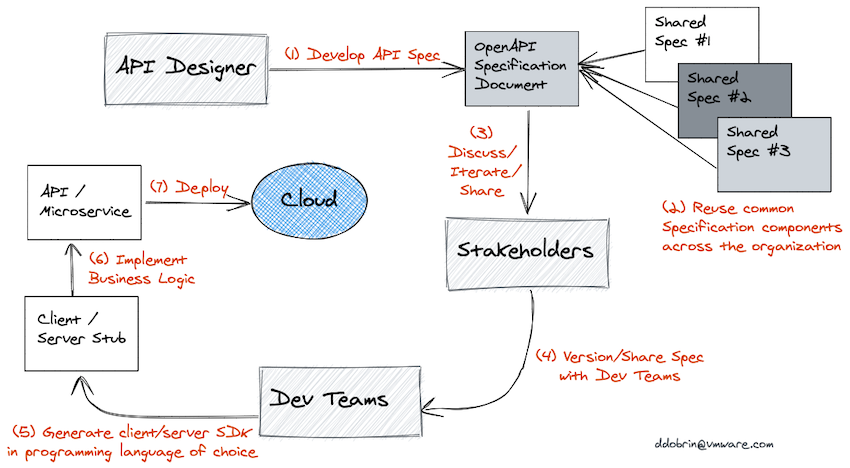 API Designer
(1) Develop API Spec
OpenAPI
Specification
Document
Shared
Spec #1
Shared
Spec #2
Shared
Spec #3
(2) Reuse common
Specification components
across the organization
(3)
Discuss/
Iterate/
Share
Stakeholders
(4) Version/Share Spec
with Dev Teams
Dev Teams
(5) Generate client/server SDK
in programming language of choice
Client /
Server Stub
(6) Implement
Business Logic
API /
Microservice
(7) Deploy
Cloud
ddobrin@vmware.com